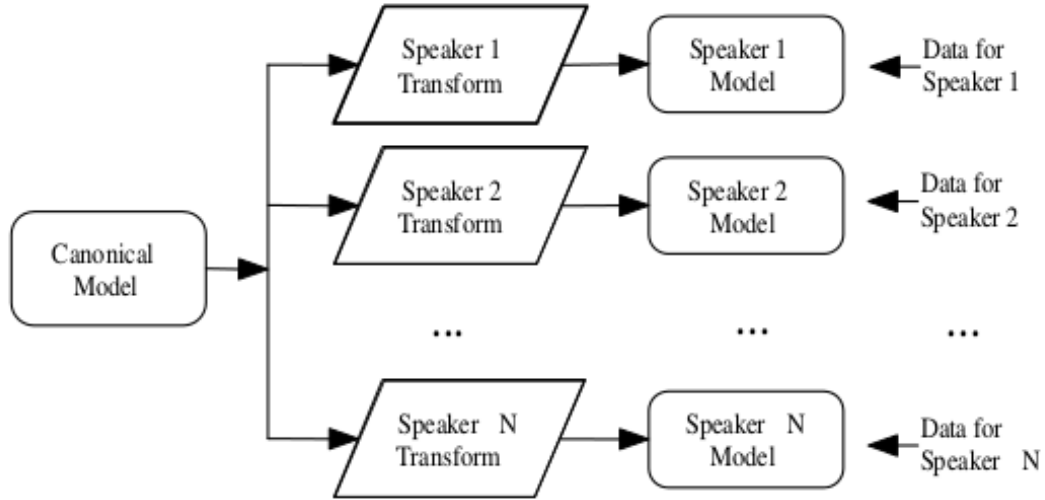 Speaker 1
Transform
Speaker 1
Model
Data for
Speaker 1
Speaker 2
Transform
Speaker 2
Model
Data for
Speaker 2
Canonical
Model
... ... ...
Speaker N
Transform
Speaker N
Model
Data for
Speaker N